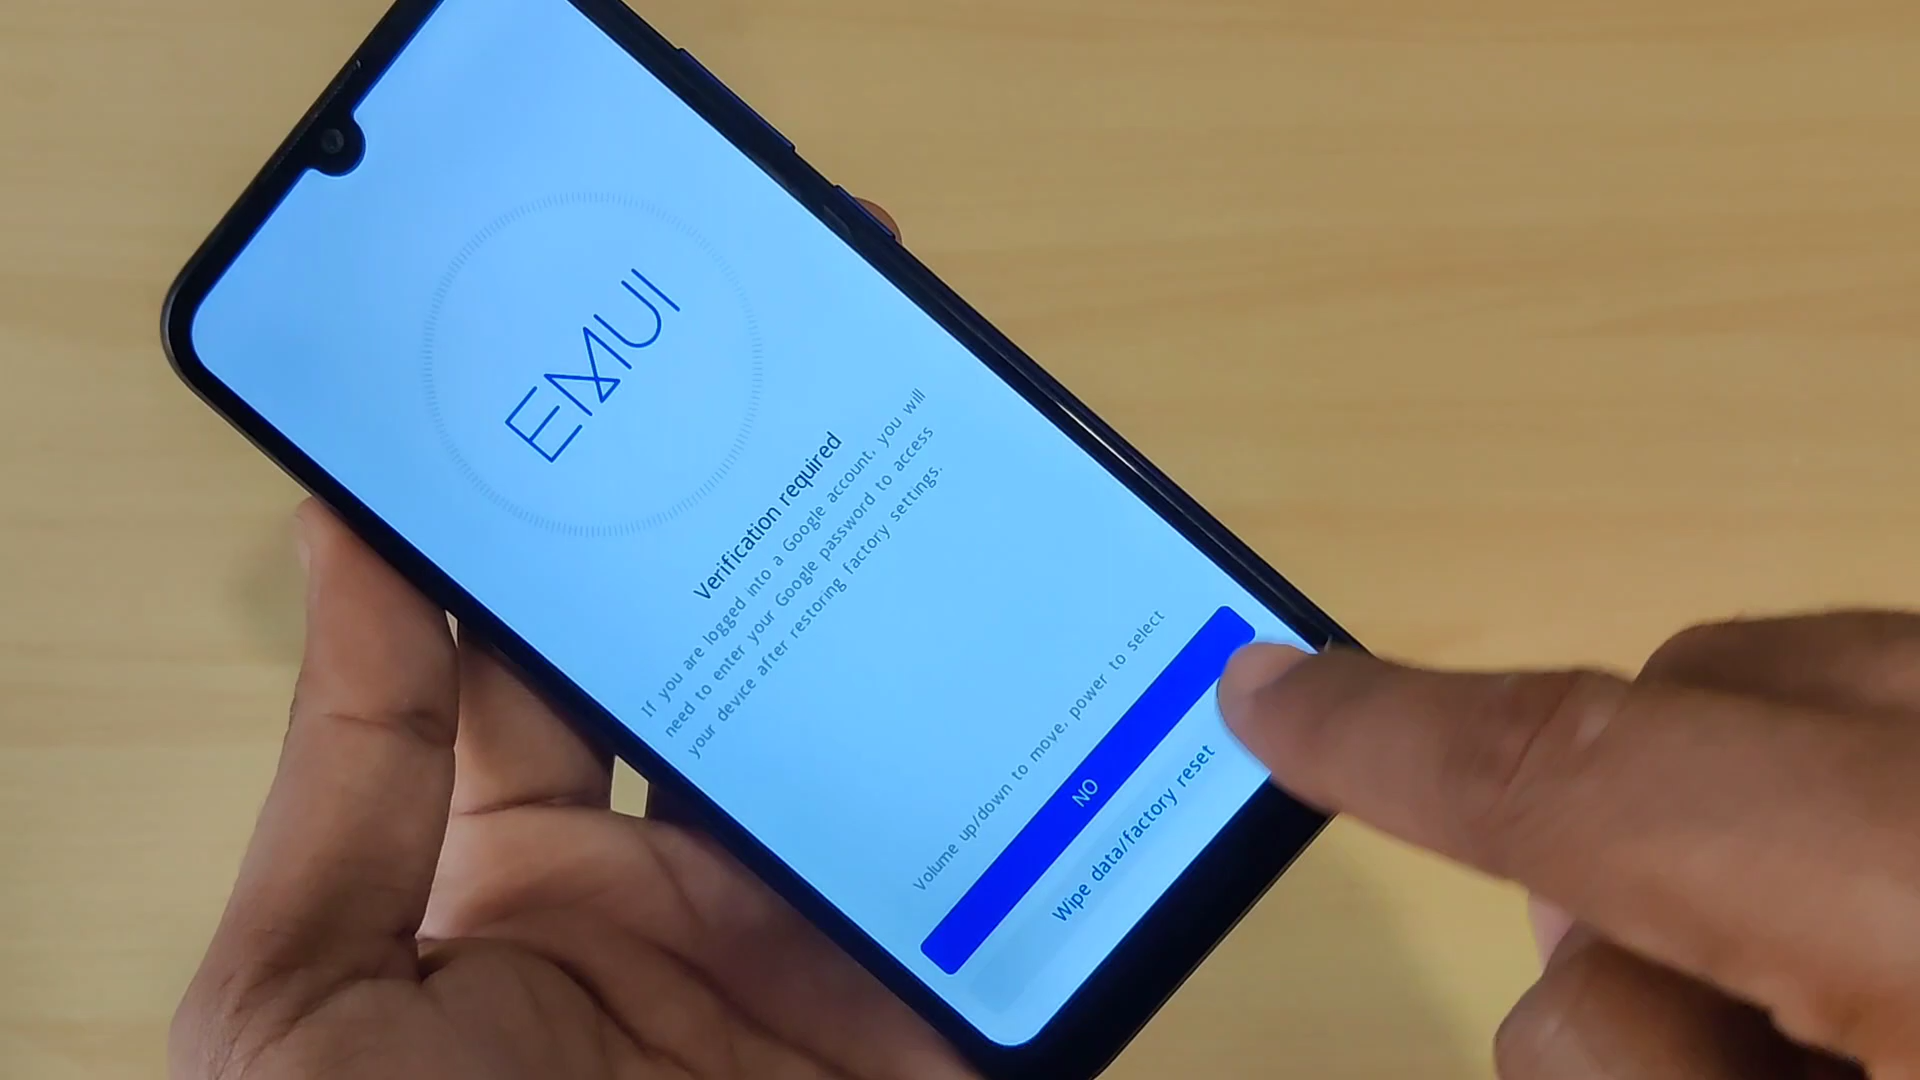 EMUI
Verification required
If you are logged into a Google account, you will
need to enter your Google password to access
your device after restoring factory settings.
Volume up/down to move, power to select
NO
Wipe data/factory reset